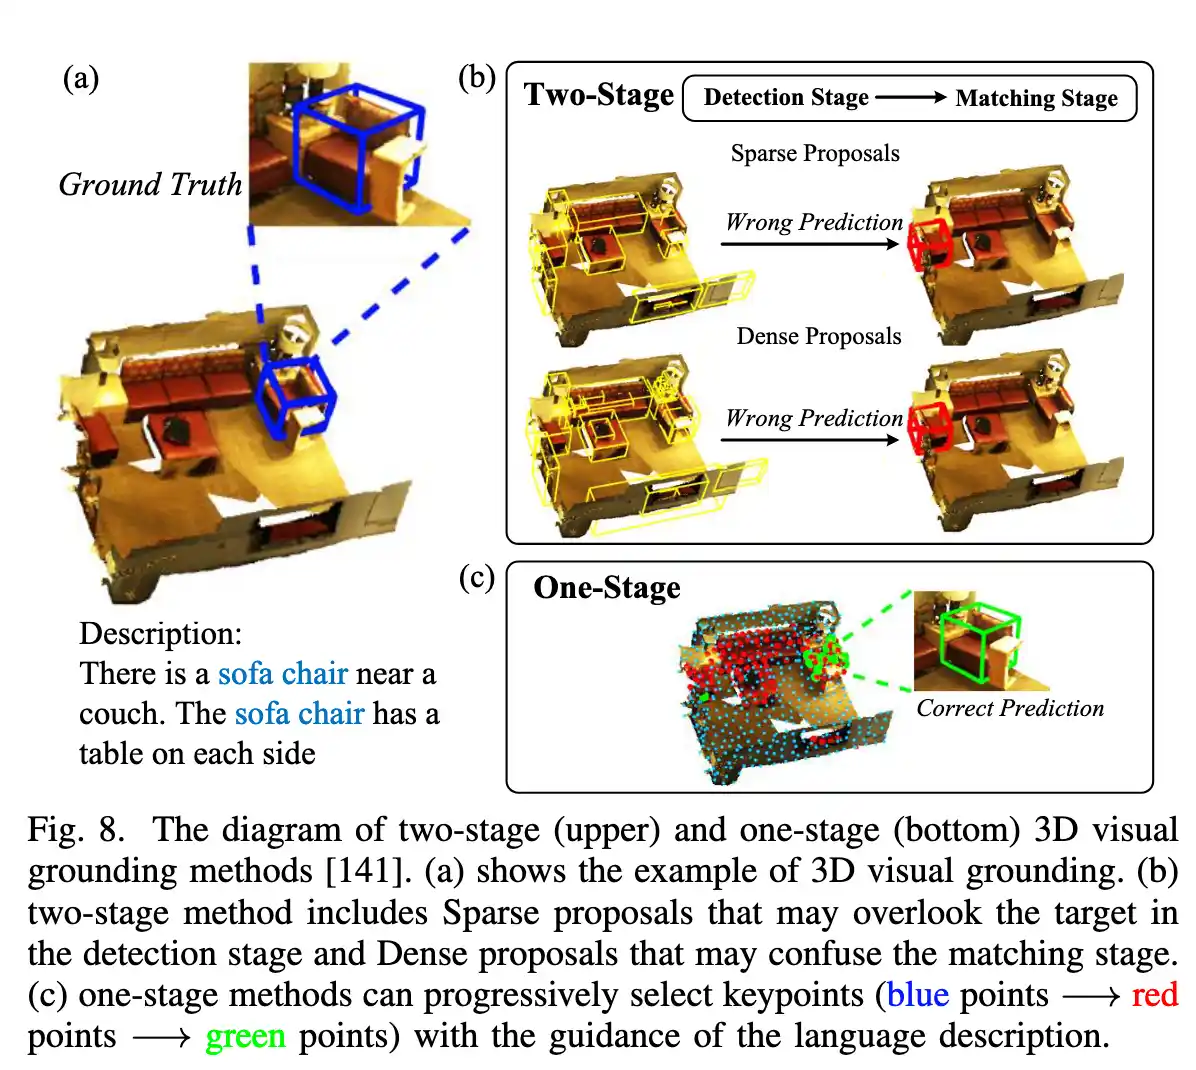 (a)
Ground Truth
Description:
There is a sofa chair near a
couch. The sofa chair has a
table on each side
(b)
Two-Stage
Detection Stage ⟶ Matching Stage
Sparse Proposals
Wrong Prediction
Dense Proposals
Wrong Prediction
(c)
One-Stage
Correct Prediction
Fig. 8. The diagram of two-stage (upper) and one-stage (bottom) 3D visual
grounding methods [141]. (a) shows the example of 3D visual grounding. (b)
two-stage method includes Sparse proposals that may overlook the target in
the detection stage and Dense proposals that may confuse the matching stage.
(c) one-stage methods can progressively select keypoints (blue points ⟶ red
points ⟶ green points) with the guidance of the language description.